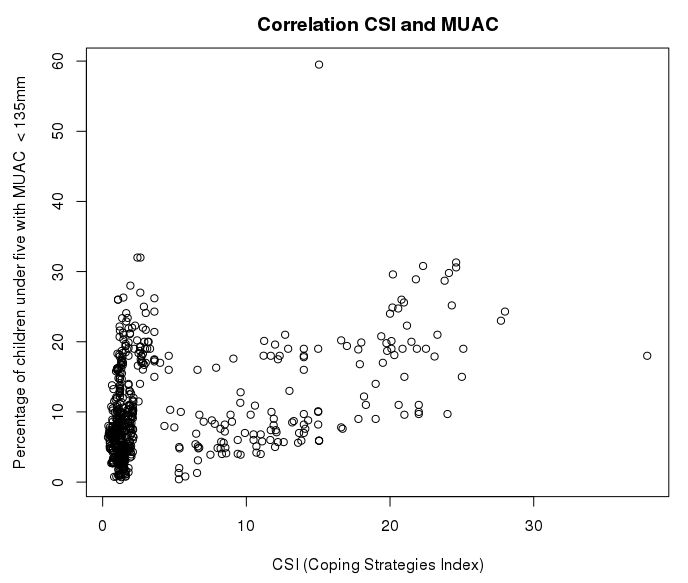 Correlation CSI and MUAC
Percentage of children under five with MUAC < 135mm
60
50
40
30
20
10
0
0 10 20 30
CSI (Coping Strategies Index)